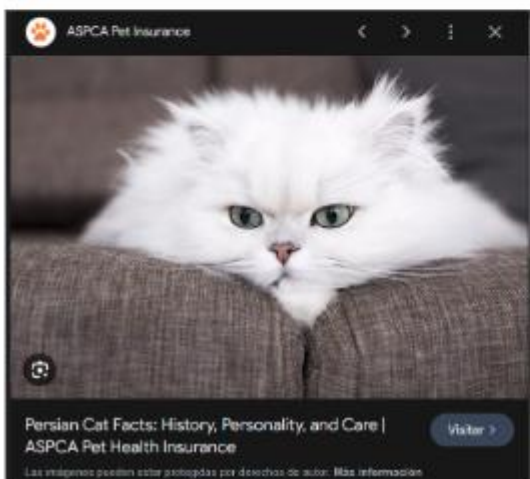 ASPCA Pet Insurance
Persian Cat Facts: History, Personality, and Care |
ASPCA Pet Health Insurance
Visitar >
Las imágenes pueden estar protegidas por derechos de autor. Más información